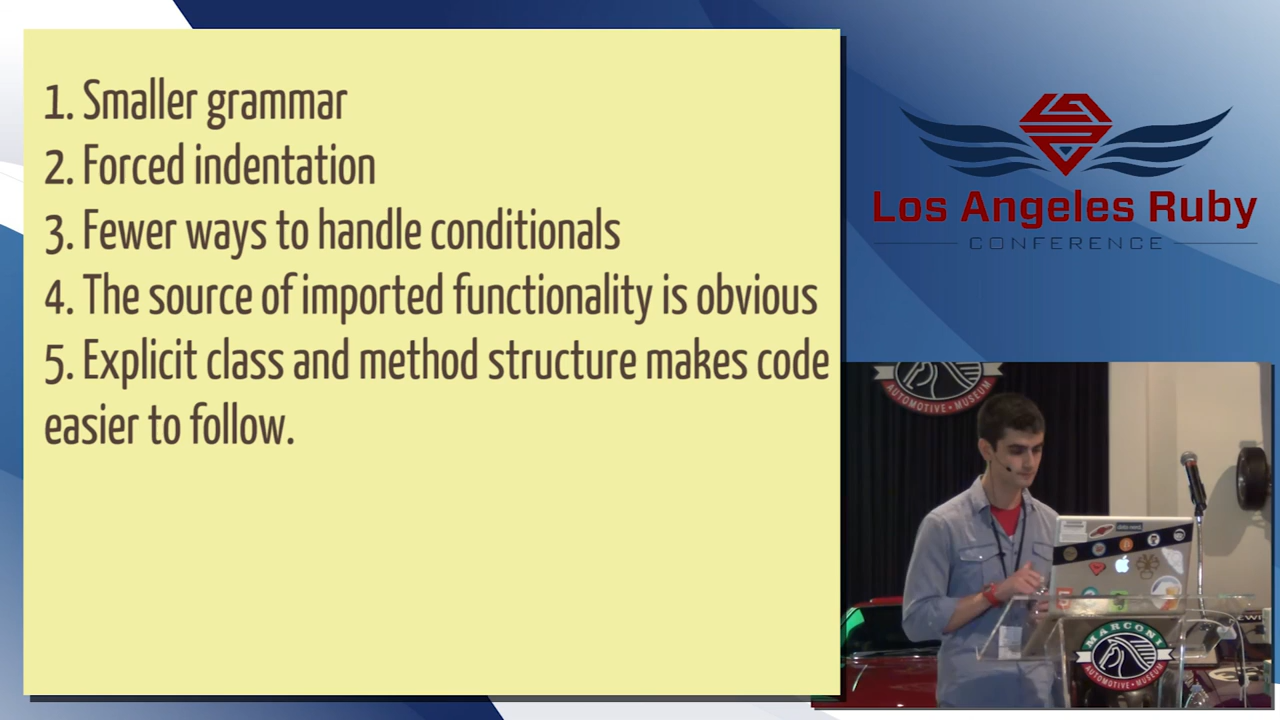 1. Smaller grammar
2. Forced indentation
3. Fewer ways to handle conditionals
4. The source of imported functionality is obvious
5. Explicit class and method structure makes code
easier to follow.
Los Angeles Ruby
CONFERENCE
AUTOMOTIVE • MUSEUM
MARCONI
AUTOMOTIVE • MUSEUM